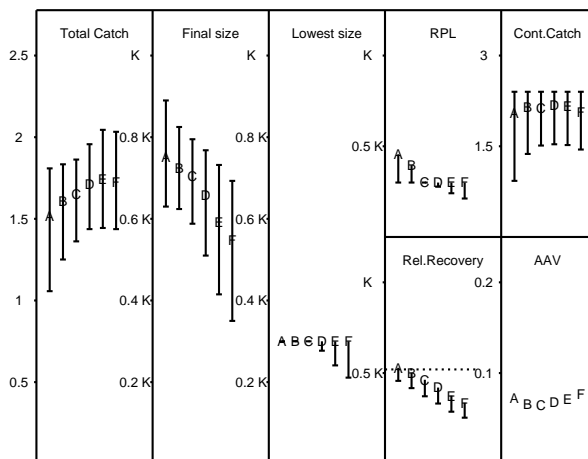 Total Catch
Final size
Lowest size
RPL
Cont.Catch
2.5
K
K
3
2
0.8 K
0.8 K
0.5 K
1.5
1.5
0.6 K
0.6 K
1
0.4 K
0.4 K
0.5
0.2 K
0.2 K
A
B
C
D
E
F
A
B
C
D
E
F
A
B
C
D
E
F
A
B
C
D
E
F
A
B
C
D
E
F
Rel.Recovery
AAV
K
0.2
0.5 K
0.1
A
B
C
D
E
F
A
B
C
D
E
F